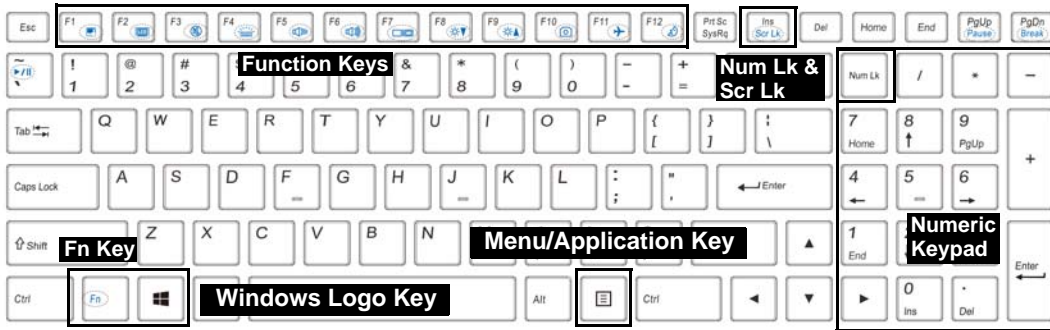 Esc F1 F2 F3 F4 F5 F6 F7 F8 F9 F10 F11 F12 Prt Sc SysRq Ins Scr Lk Del Home End PgUp Pause PgDn Break
Function Keys
Num Lk &
Scr Lk
~ ` ! 1 @ 2 # 3 4 5 6 & 7 * 8 ( 9 ) 0 _ - + = Num Lk / * -
Tab Q W E R T Y U I O P { [ } ] ¦ \ 7 Home 8 9 PgUp +
Caps Lock A S D F G H J K L : ; " ' Enter 4 5 6
Shift Z X C V B N 1 End
Fn Key
Menu/Application Key
Numeric
Keypad
Ctrl Fn Alt Ctrl 0 Ins . Del Enter
Windows Logo Key